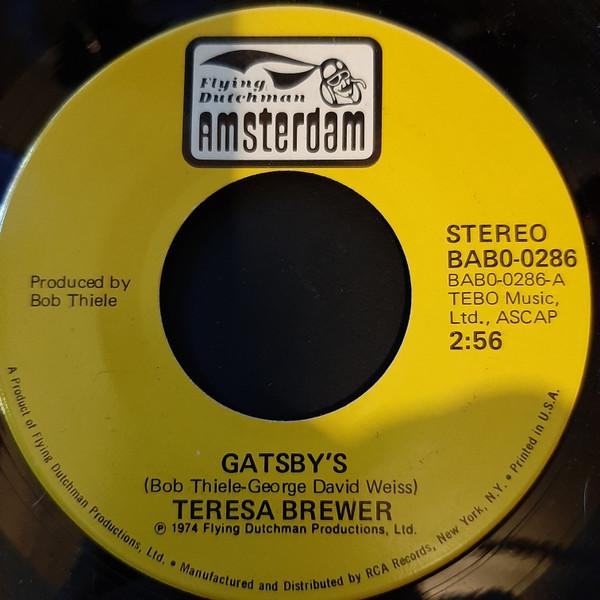 Flying
Dutchman
Amsterdam
STEREO
BAB0-0286
BAB0-0286-A
TEBO Music,
Ltd., ASCAP
2:56
Produced by
Bob Thiele
GATSBY'S
(Bob Thiele-George David Weiss)
TERESA BREWER
℗ 1974 Flying Dutchman Productions, Ltd.
A Product of Flying Dutchman Productions, Ltd. • Manufactured and Distributed by RCA Records, New York, N.Y. • Printed in U.S.A.